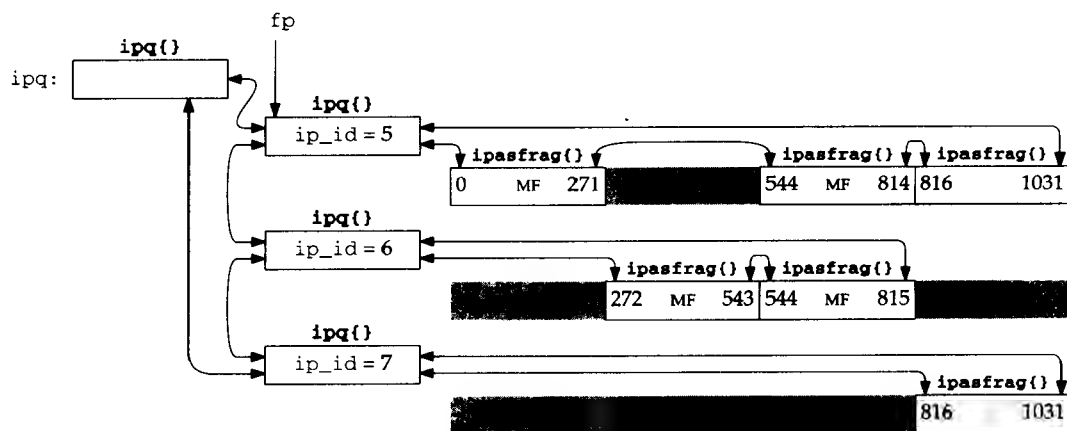 fp
ipq{}
ipq:
ipq{}
ip_id = 5
ipasfrag{} ipasfrag{} ipasfrag{}
0 MF 271 544 MF 814 816 1031
ipq{}
ip_id = 6
ipasfrag{} ipasfrag{}
272 MF 543 544 MF 815
ipq{}
ip_id = 7
ipasfrag{}
816 1031